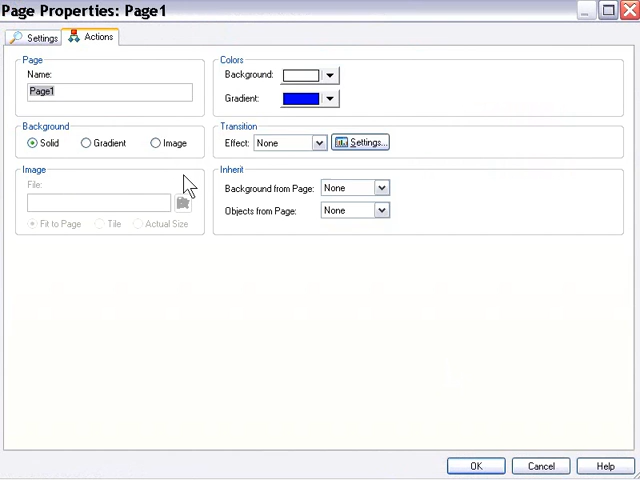 Page Properties: Page1
Settings Actions
Page
Name:
Page1
Colors
Background:
Gradient:
Background
Solid Gradient Image
Transition
Effect: None Settings...
Image
File:
Fit to Page Tile Actual Size
Inherit
Background from Page: None
Objects from Page: None
OK Cancel Help